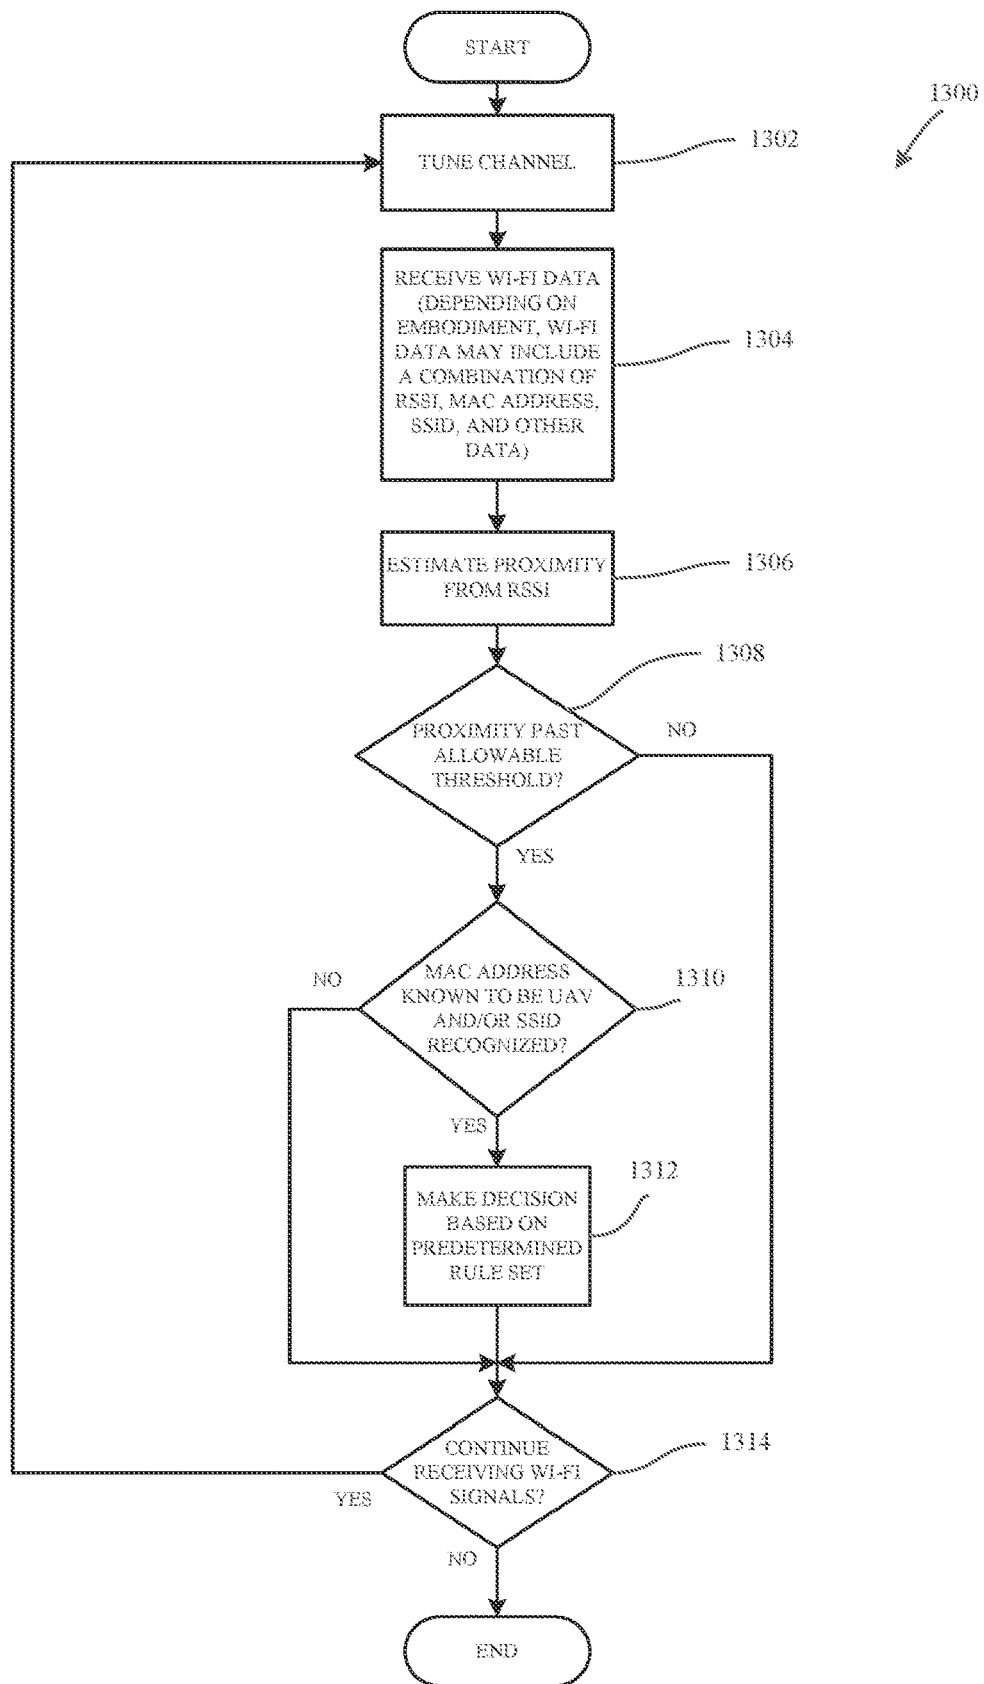 START
1300
TUNE CHANNEL
1302
RECEIVE WI-FI DATA
(DEPENDING ON
EMBODIMENT, WI-FI
DATA MAY INCLUDE
A COMBINATION OF
RSSI, MAC ADDRESS,
SSID, AND OTHER
DATA)
1304
ESTIMATE PROXIMITY
FROM RSSI
1306
1308
PROXIMITY PAST
ALLOWABLE
THRESHOLD?
NO
YES
NO
MAC ADDRESS
KNOWN TO BE UAV
AND/OR SSID
RECOGNIZED?
1310
YES
1312
MAKE DECISION
BASED ON
PREDETERMINED
RULE SET
CONTINUE
RECEIVING WI-FI
SIGNALS?
1314
YES
NO
END